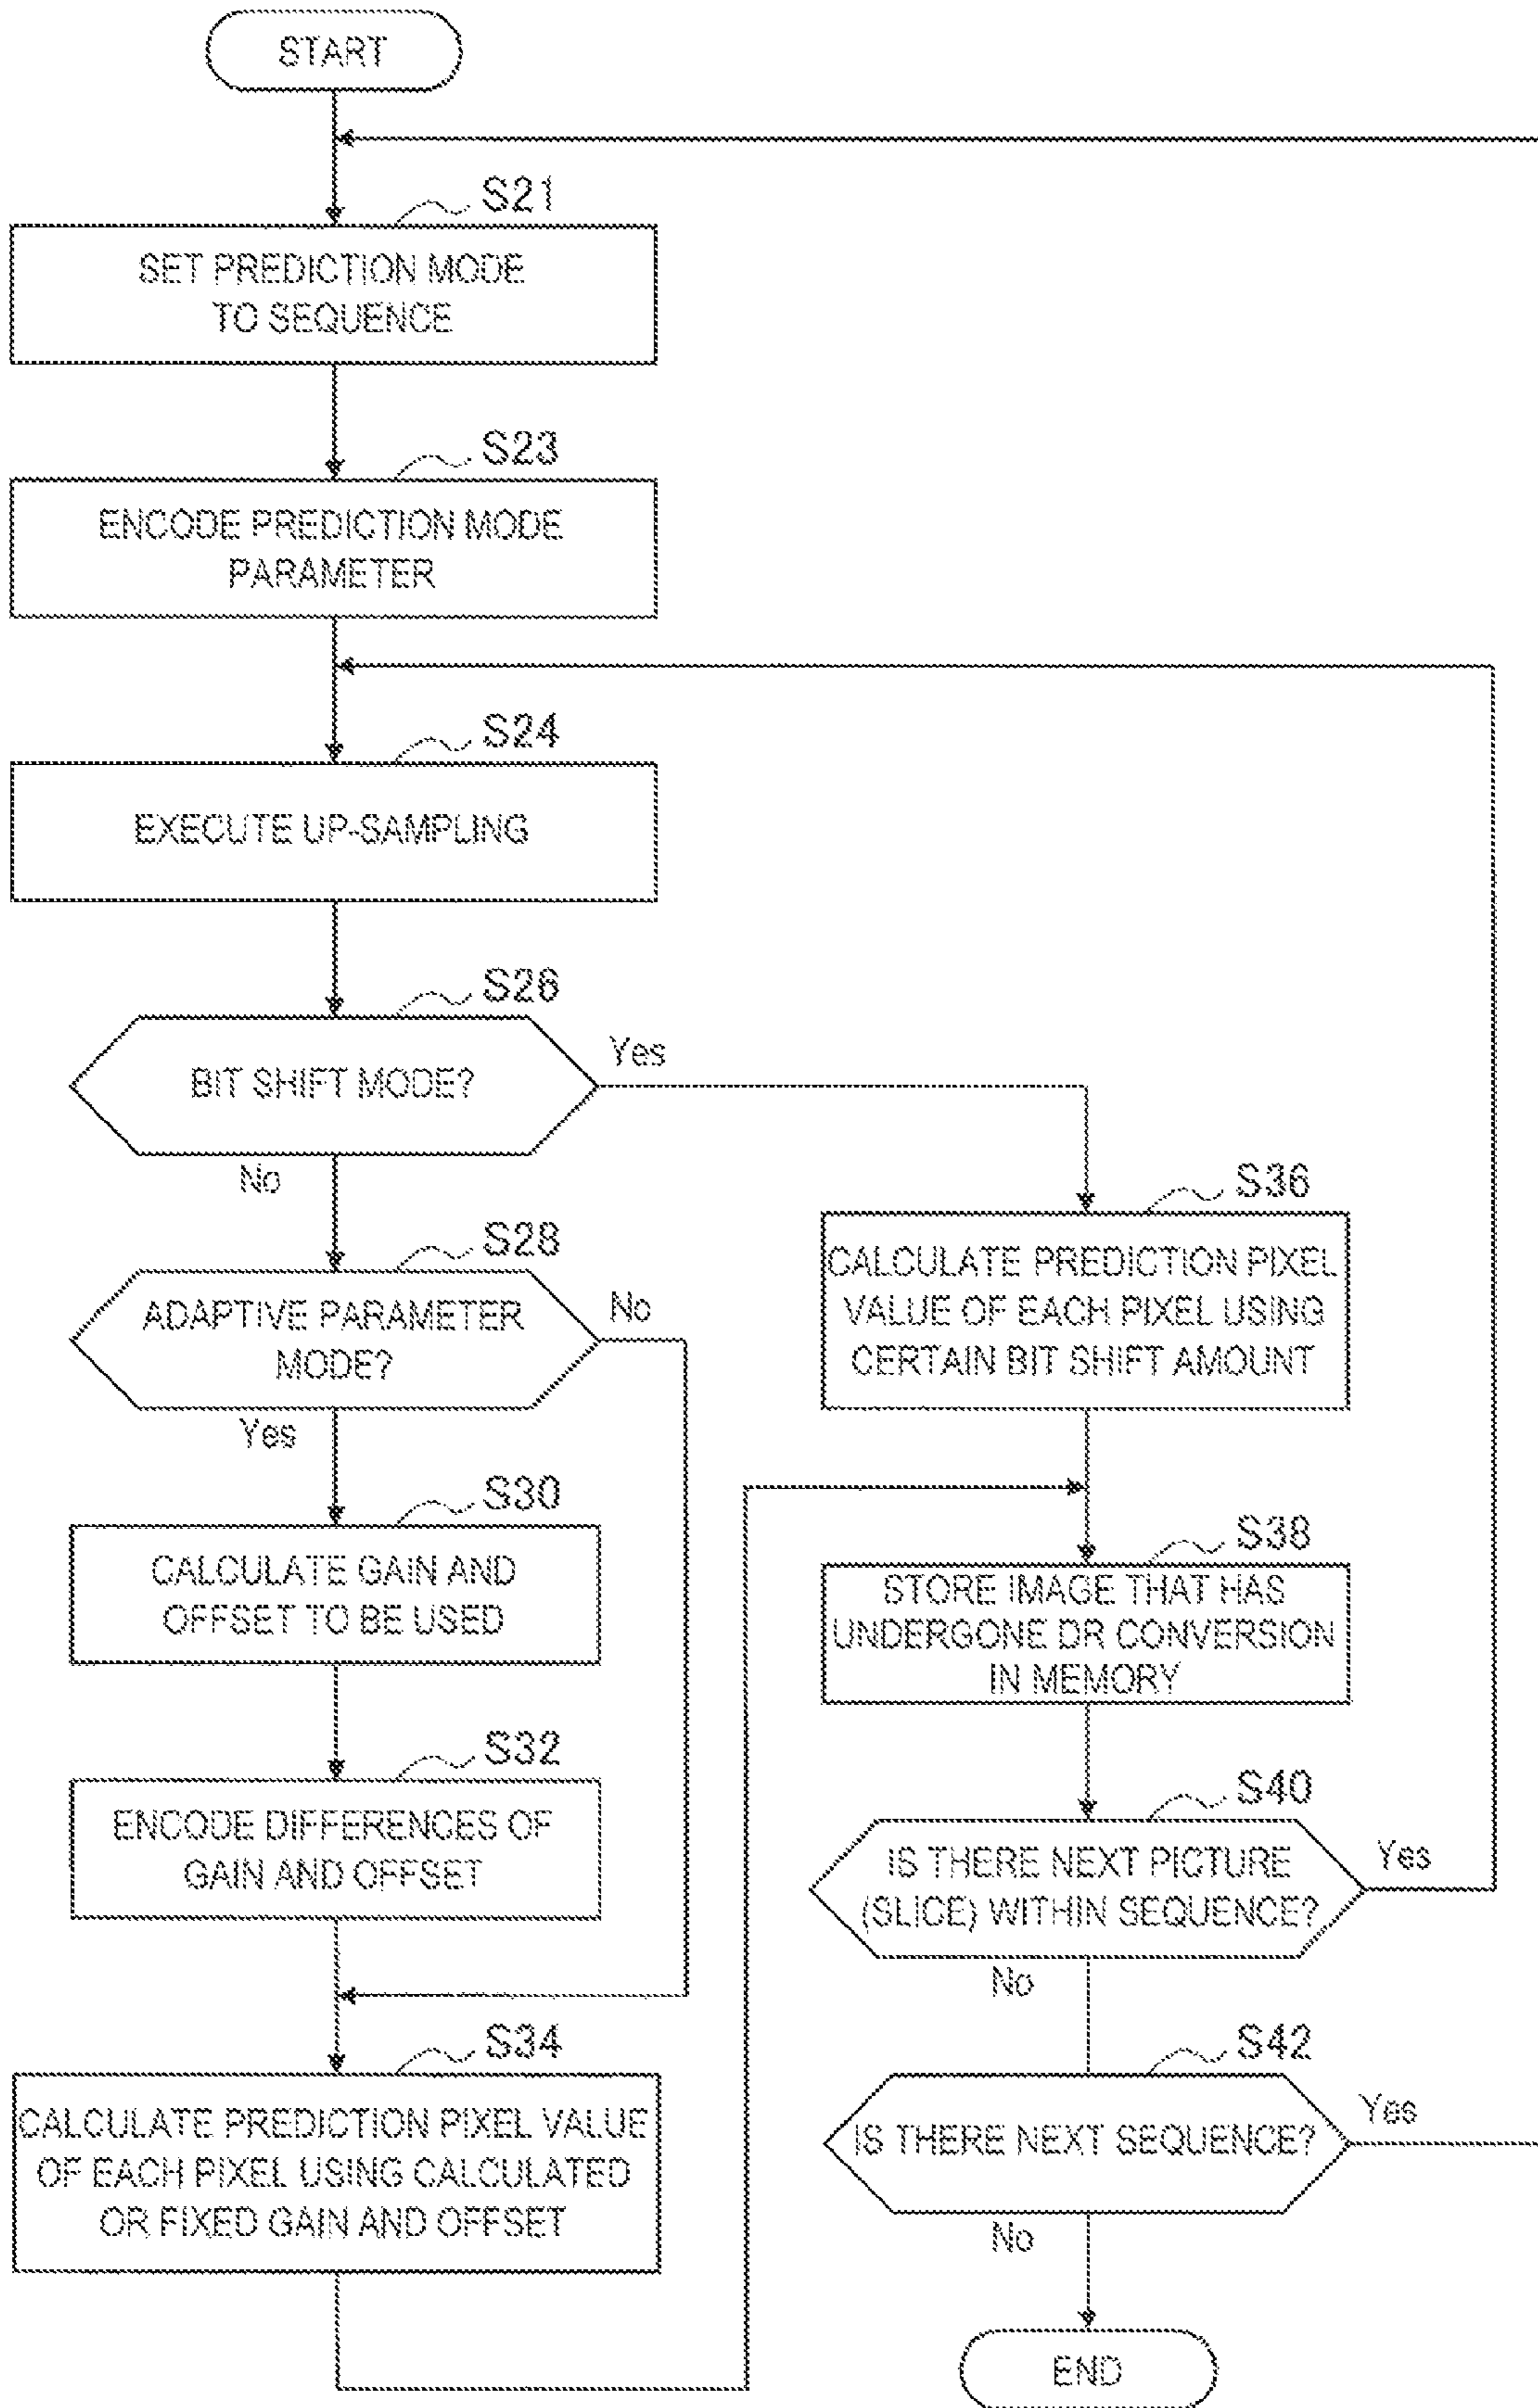 START
S21
SET PREDICTION MODE
TO SEQUENCE
S23
ENCODE PREDICTION MODE
PARAMETER
S24
EXECUTE UP-SAMPLING
S26
BIT SHIFT MODE?
Yes
No
S28
ADAPTIVE PARAMETER
MODE?
No
Yes
S30
CALCULATE GAIN AND
OFFSET TO BE USED
S32
ENCODE DIFFERENCES OF
GAIN AND OFFSET
S34
CALCULATE PREDICTION PIXEL VALUE
OF EACH PIXEL USING CALCULATED
OR FIXED GAIN AND OFFSET
S36
CALCULATE PREDICTION PIXEL
VALUE OF EACH PIXEL USING
CERTAIN BIT SHIFT AMOUNT
S38
STORE IMAGE THAT HAS
UNDERGONE DR CONVERSION
IN MEMORY
S40
IS THERE NEXT PICTURE
(SLICE) WITHIN SEQUENCE?
Yes
No
S42
IS THERE NEXT SEQUENCE?
Yes
No
END